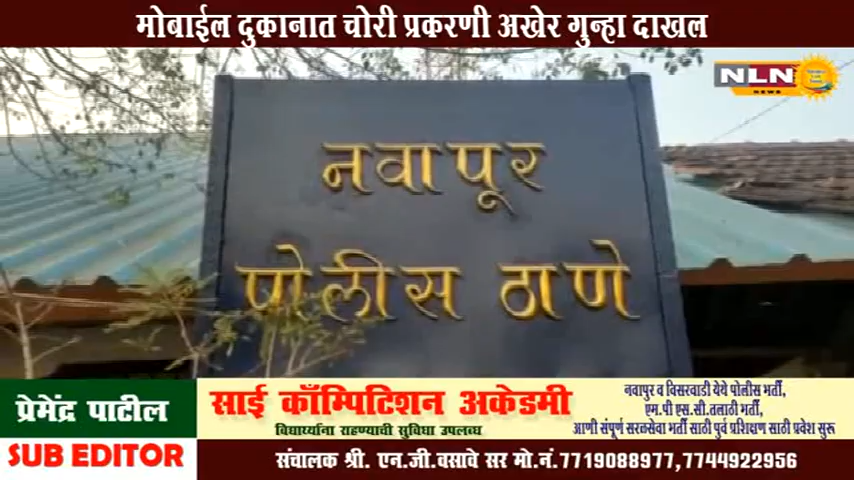 मोबाईल दुकानात चोरी प्रकरणी अखेर गुन्हा दाखल
NLN
NEWS
नवापूर
पोलीस ठाणे
प्रेमेंद्र पाटील
SUB EDITOR
साई कॉम्पिटिशन अकेडमी
विद्यार्थ्यांना राहण्याची सुविधा उपलब्ध
नवापूर व विसरवाडी येथे पोलीस भर्ती,
एम.पी एस.सी.तलाठी भर्ती,
आणी संपूर्ण सरळसेवा भर्ती साठी पुर्व प्रशिक्षण साठी प्रवेश सुरू
संचालक श्री. एन.जी.वसावे सर मो.नं.7719088977,7744922956